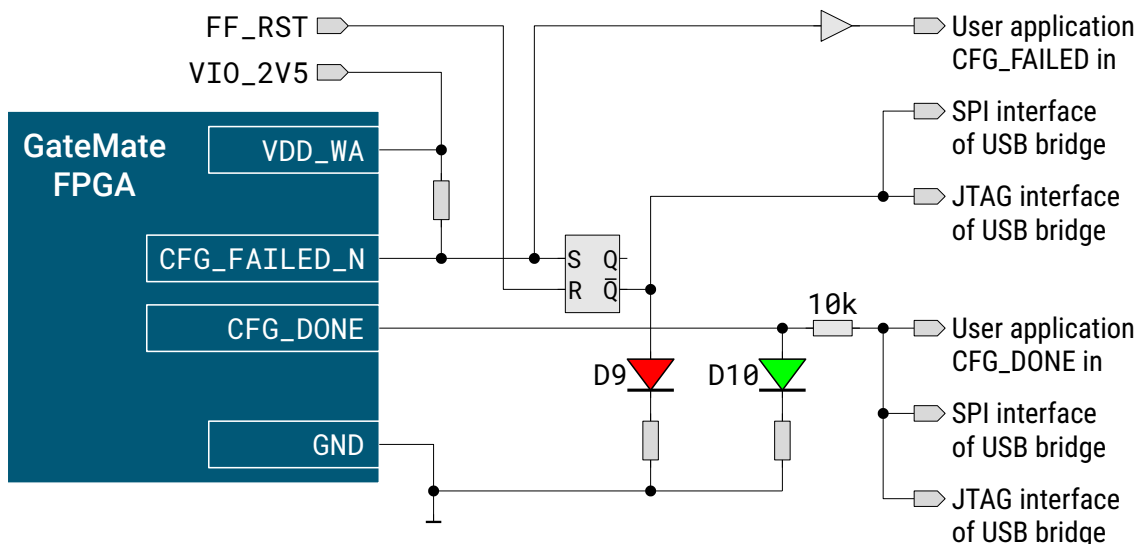 FF_RST
VIO_2V5
User application
CFG_FAILED in
SPI interface
of USB bridge
JTAG interface
of USB bridge
GateMate
FPGA
VDD_WA
CFG_FAILED_N
CFG_DONE
GND
S Q
R Q̅
10k
D9
D10
User application
CFG_DONE in
SPI interface
of USB bridge
JTAG interface
of USB bridge